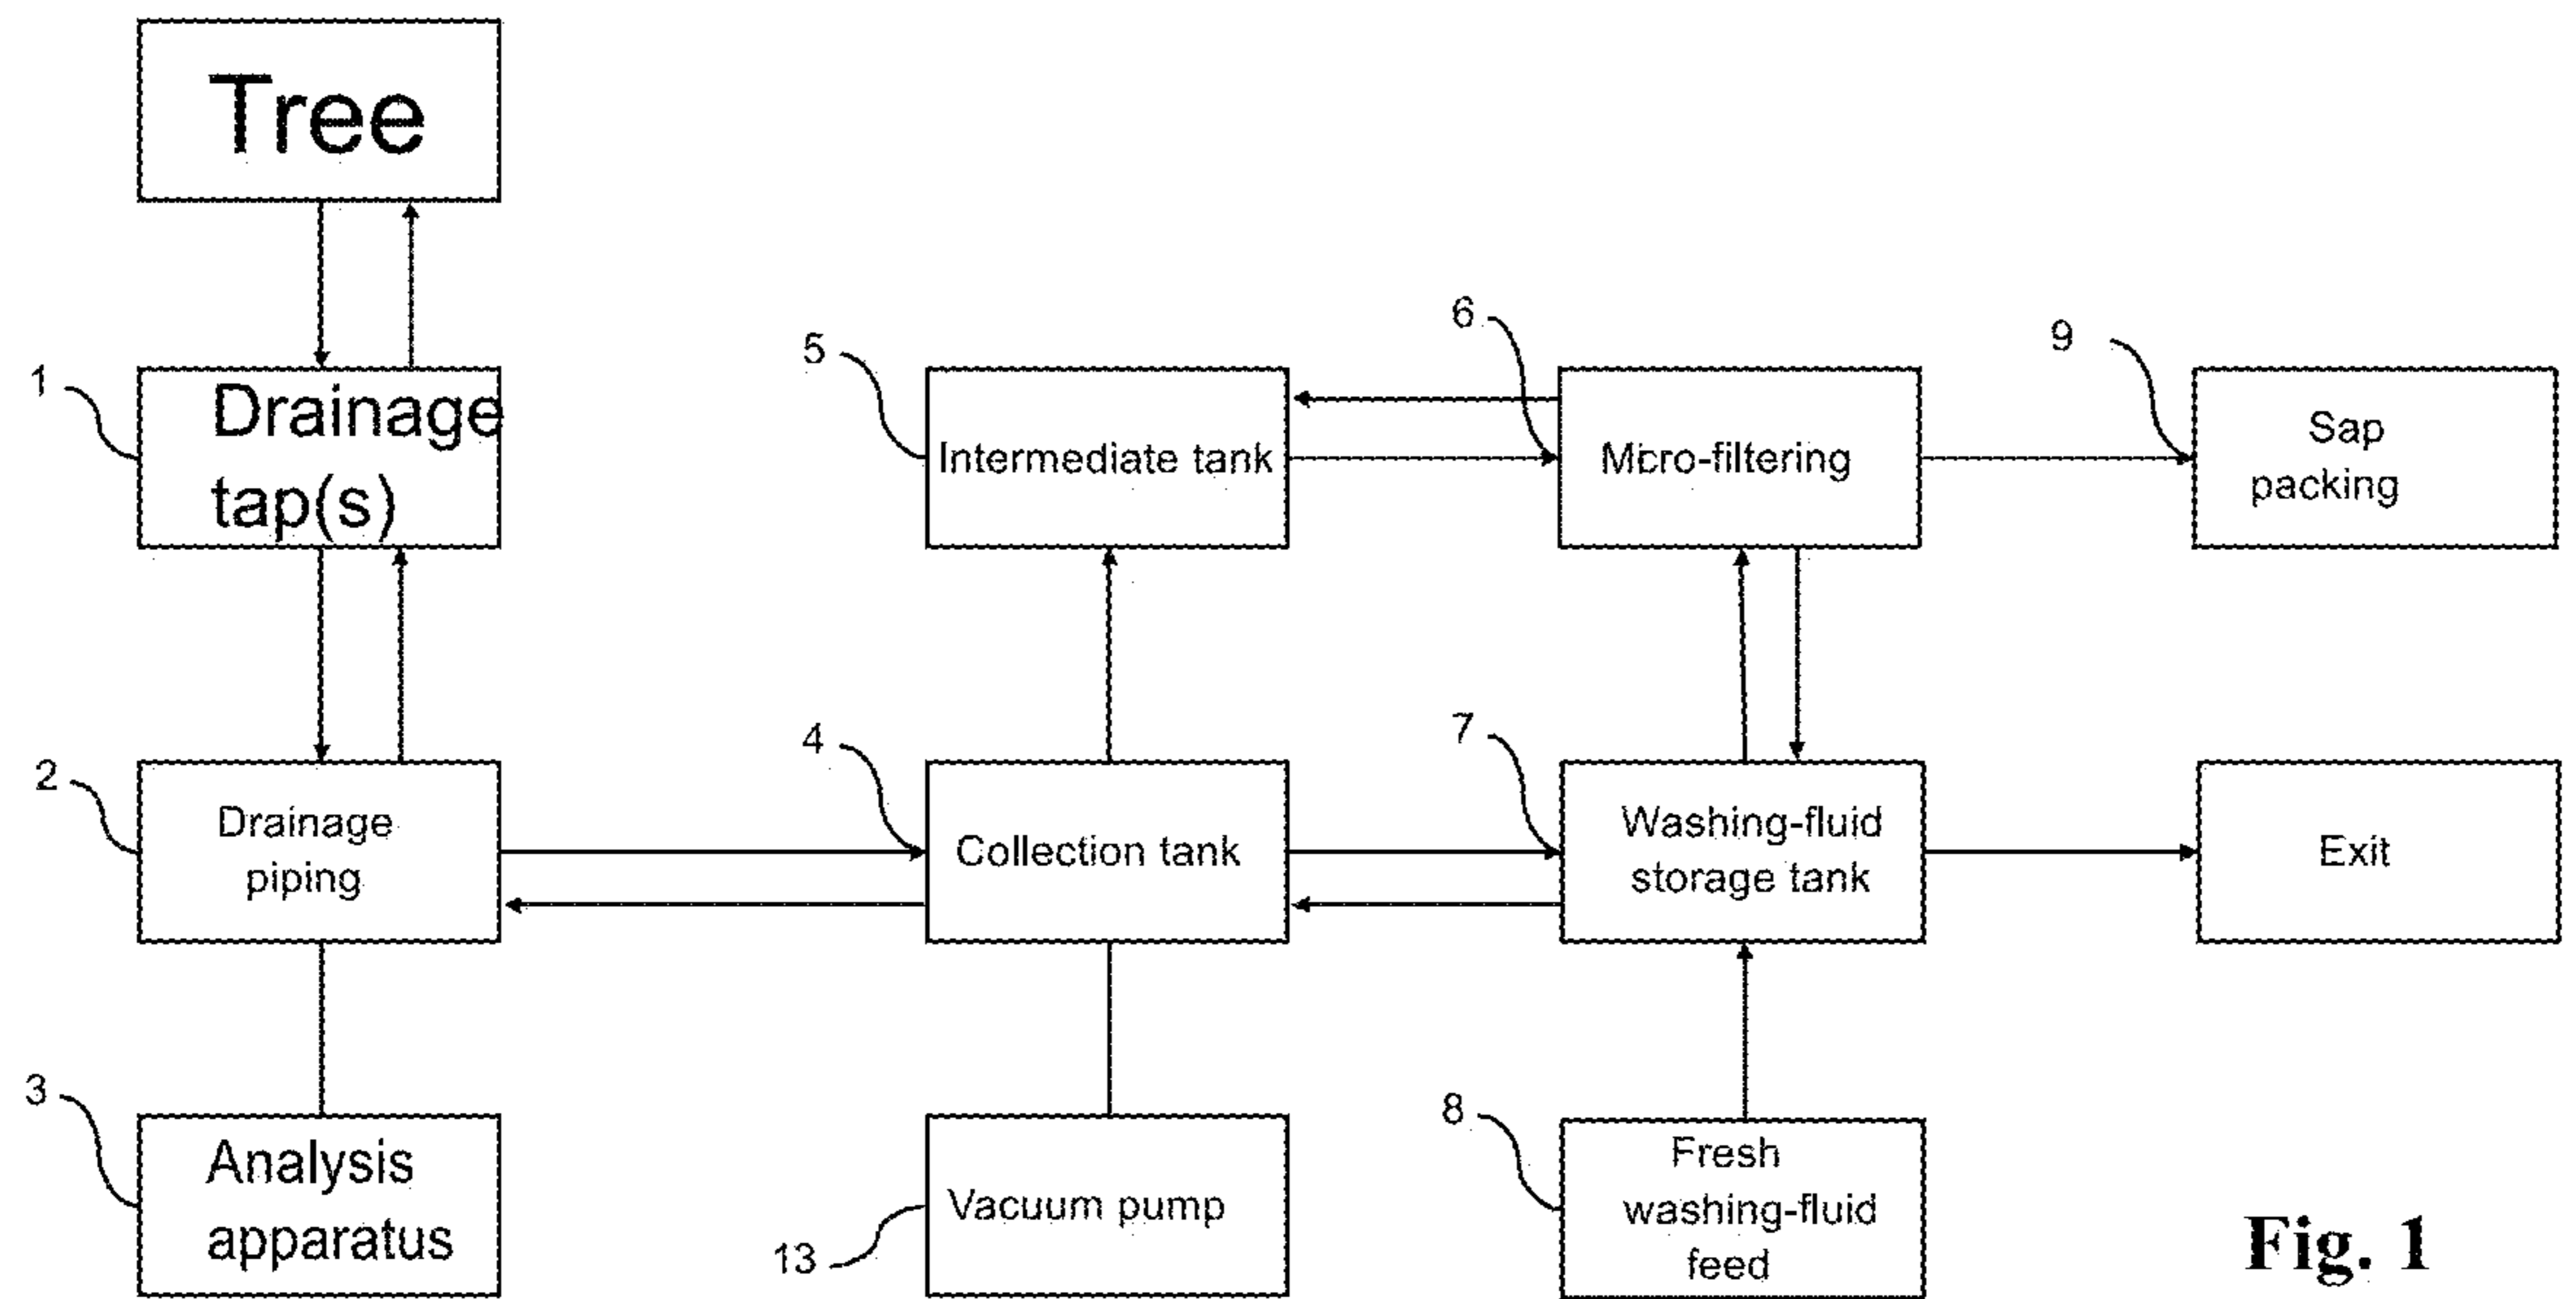 Tree
1
Drainage
tap(s)
5
Intermediate tank
6
Micro-filtering
9
Sap
packing
2
Drainage
piping
4
Collection tank
7
Washing-fluid
storage tank
Exit
3
Analysis
apparatus
13
Vacuum pump
8
Fresh
washing-fluid
feed
Fig. 1